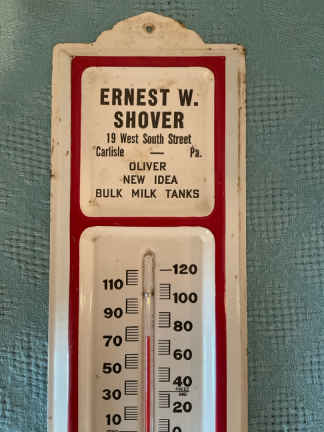 ERNEST W.
SHOVER
19 West South Street
Carlisle — Pa.
OLIVER
NEW IDEA
BULK MILK TANKS
120
110
100
90
80
70
60
50
40
30
20
10
0